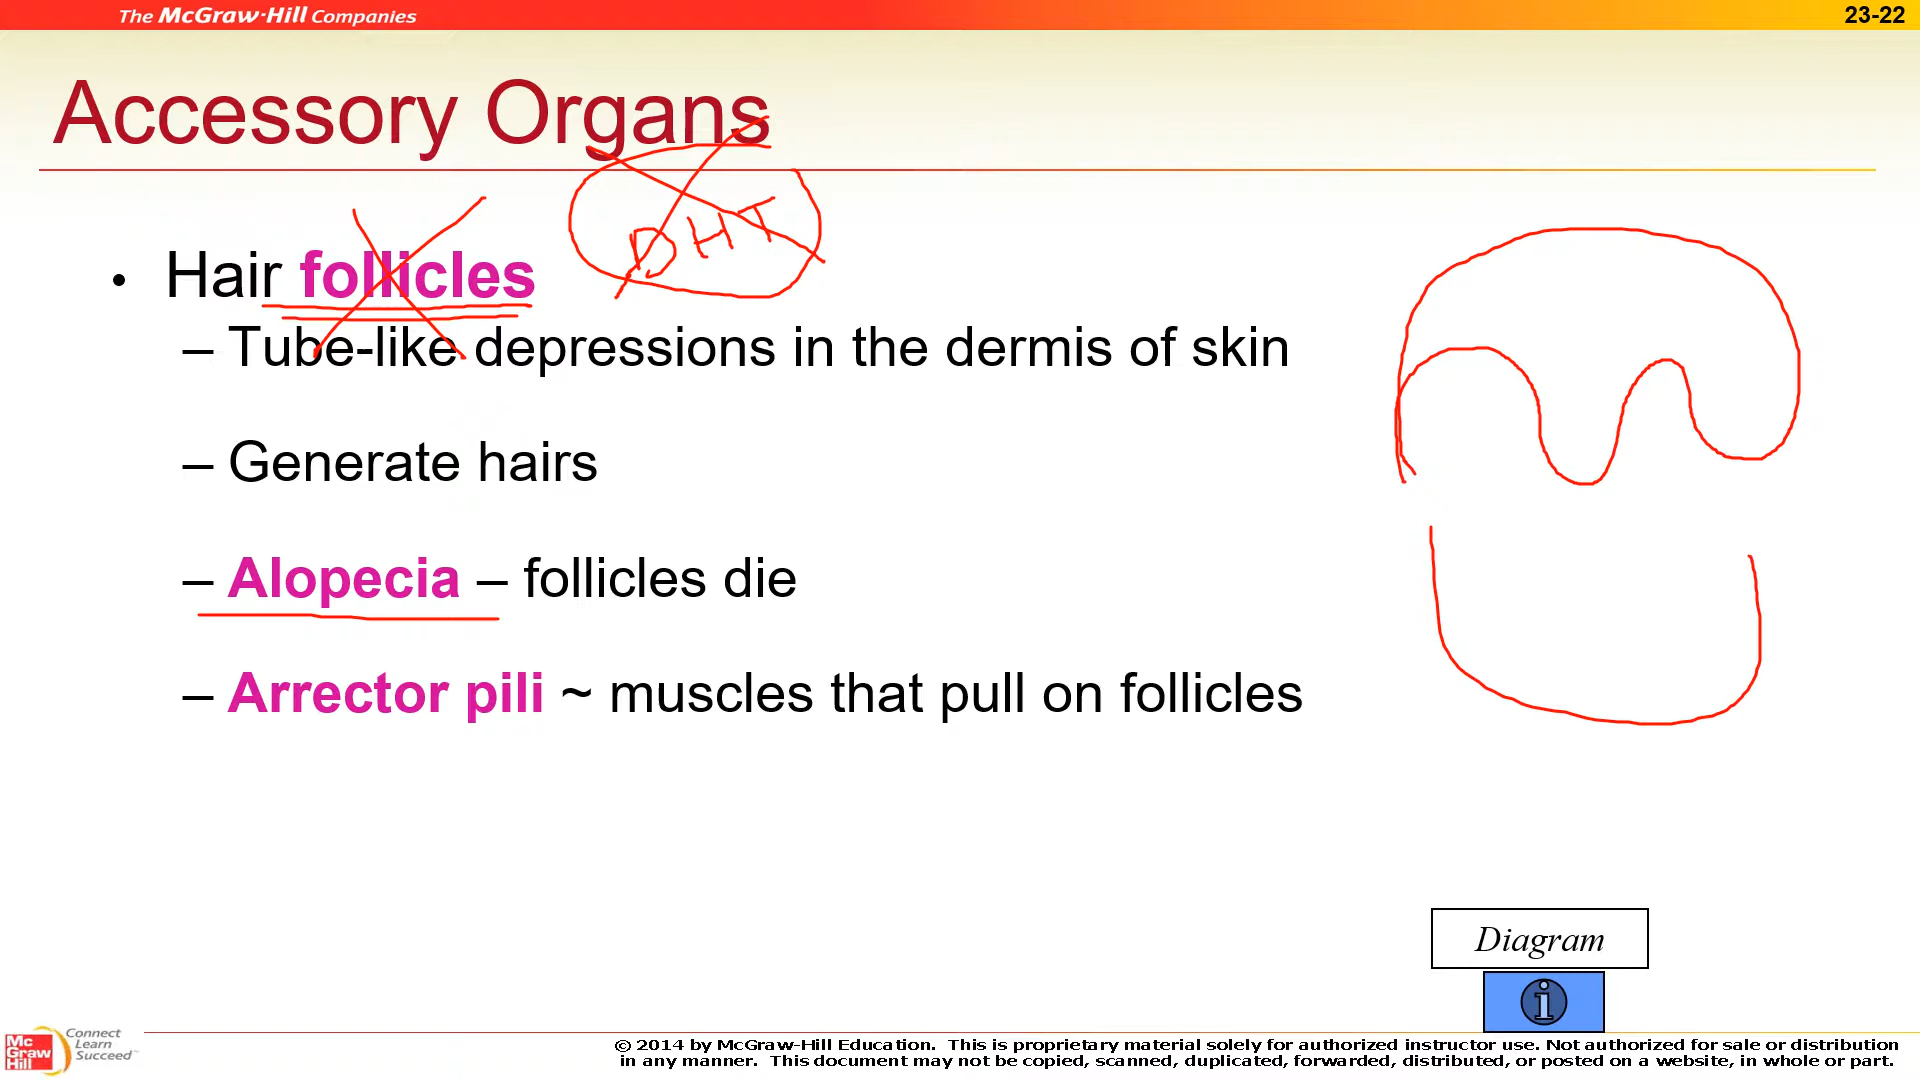 The McGraw·Hill Companies
23-22
Accessory Organs
DHT
• Hair follicles
– Tube-like depressions in the dermis of skin
– Generate hairs
– Alopecia – follicles die
– Arrector pili ~ muscles that pull on follicles
Diagram
i
Mc
Graw
Hill
Connect
Learn
Succeed™
© 2014 by McGraw-Hill Education. This is proprietary material solely for authorized instructor use. Not authorized for sale or distribution
in any manner. This document may not be copied, scanned, duplicated, forwarded, distributed, or posted on a website, in whole or part.